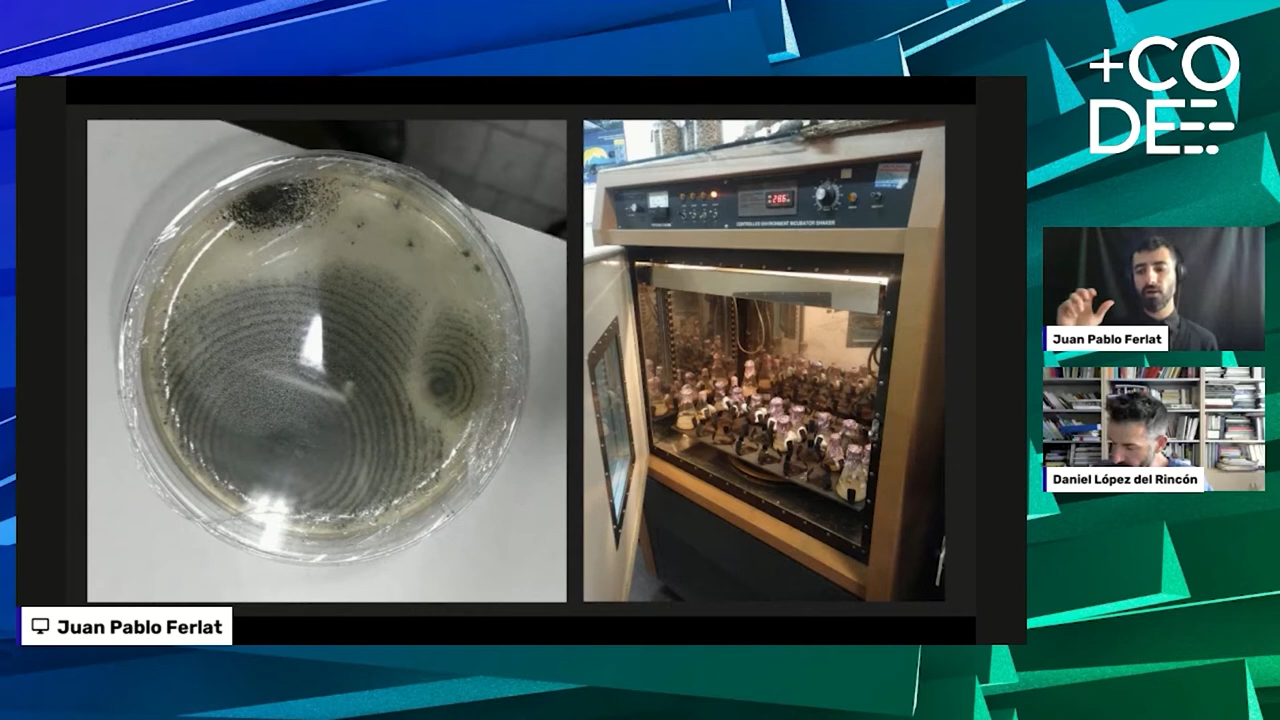 +CO
DE
Juan Pablo Ferlat
Daniel López del Rincón
Juan Pablo Ferlat
CONTROLLED ENVIRONMENT INCUBATOR SHAKER